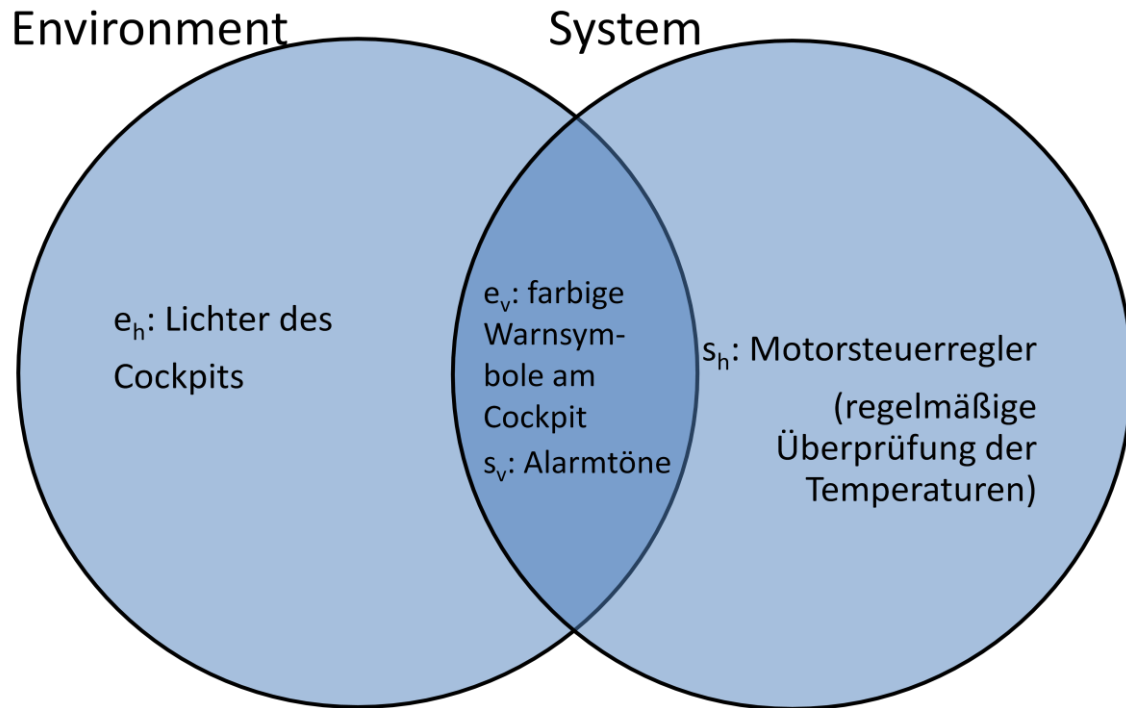 Environment
System
eₕ: Lichter des
Cockpits
eᵥ: farbige
Warnsym-
bole am
Cockpit
sᵥ: Alarmtöne
sₕ: Motorsteuerregler
(regelmäßige
Überprüfung der
Temperaturen)